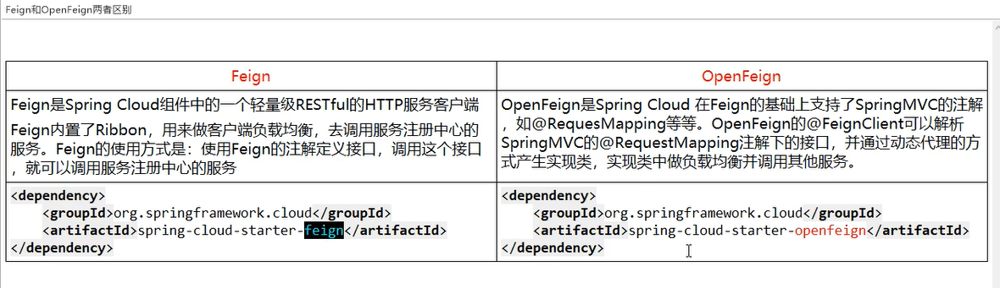 Feign和OpenFeign两者区别
Feign
OpenFeign
Feign是Spring Cloud组件中的一个轻量级RESTful的HTTP服务客户端
Feign内置了Ribbon，用来做客户端负载均衡，去调用服务注册中心的
服务。Feign的使用方式是：使用Feign的注解定义接口，调用这个接口
，就可以调用服务注册中心的服务
OpenFeign是Spring Cloud 在Feign的基础上支持了SpringMVC的注解
，如@RequesMapping等等。OpenFeign的@FeignClient可以解析
SpringMVC的@RequestMapping注解下的接口，并通过动态代理的方
式产生实现类，实现类中做负载均衡并调用其他服务。
<dependency>
    <groupId>org.springframework.cloud</groupId>
    <artifactId>spring-cloud-starter-feign</artifactId>
</dependency>
<dependency>
    <groupId>org.springframework.cloud</groupId>
    <artifactId>spring-cloud-starter-openfeign</artifactId>
</dependency>